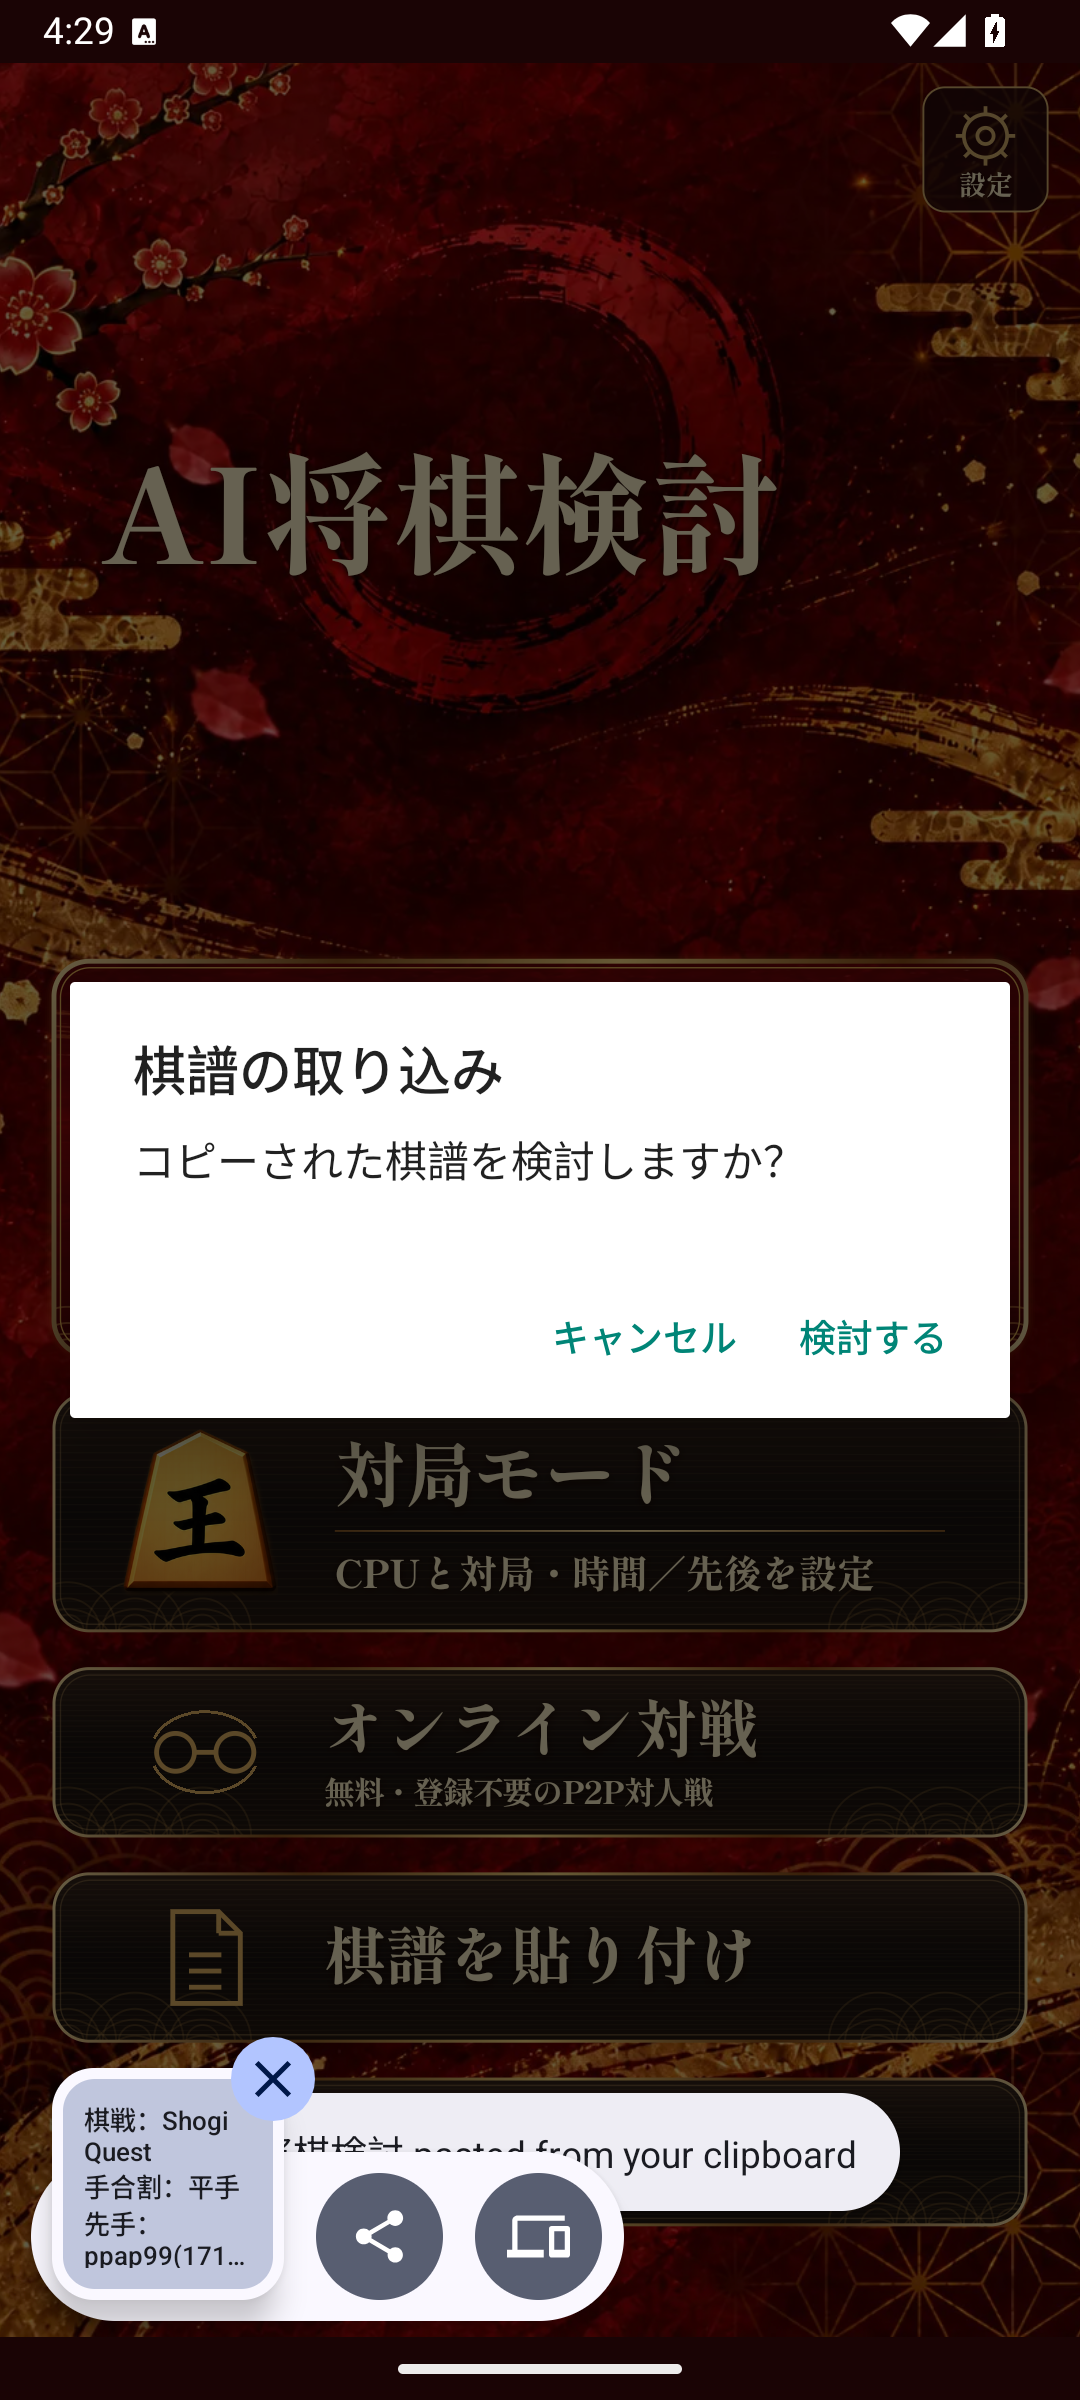 4:29
設定
AI将棋検討
棋譜の取り込み
コピーされた棋譜を検討しますか？
キャンセル 検討する
王
対局モード
CPUと対局・時間／先後を設定
オンライン対戦
無料・登録不要のP2P対人戦
棋譜を貼り付け
棋戦：Shogi
Quest
手合割：平手
先手：
ppap99(171…
棋検討 pasted from your clipboard